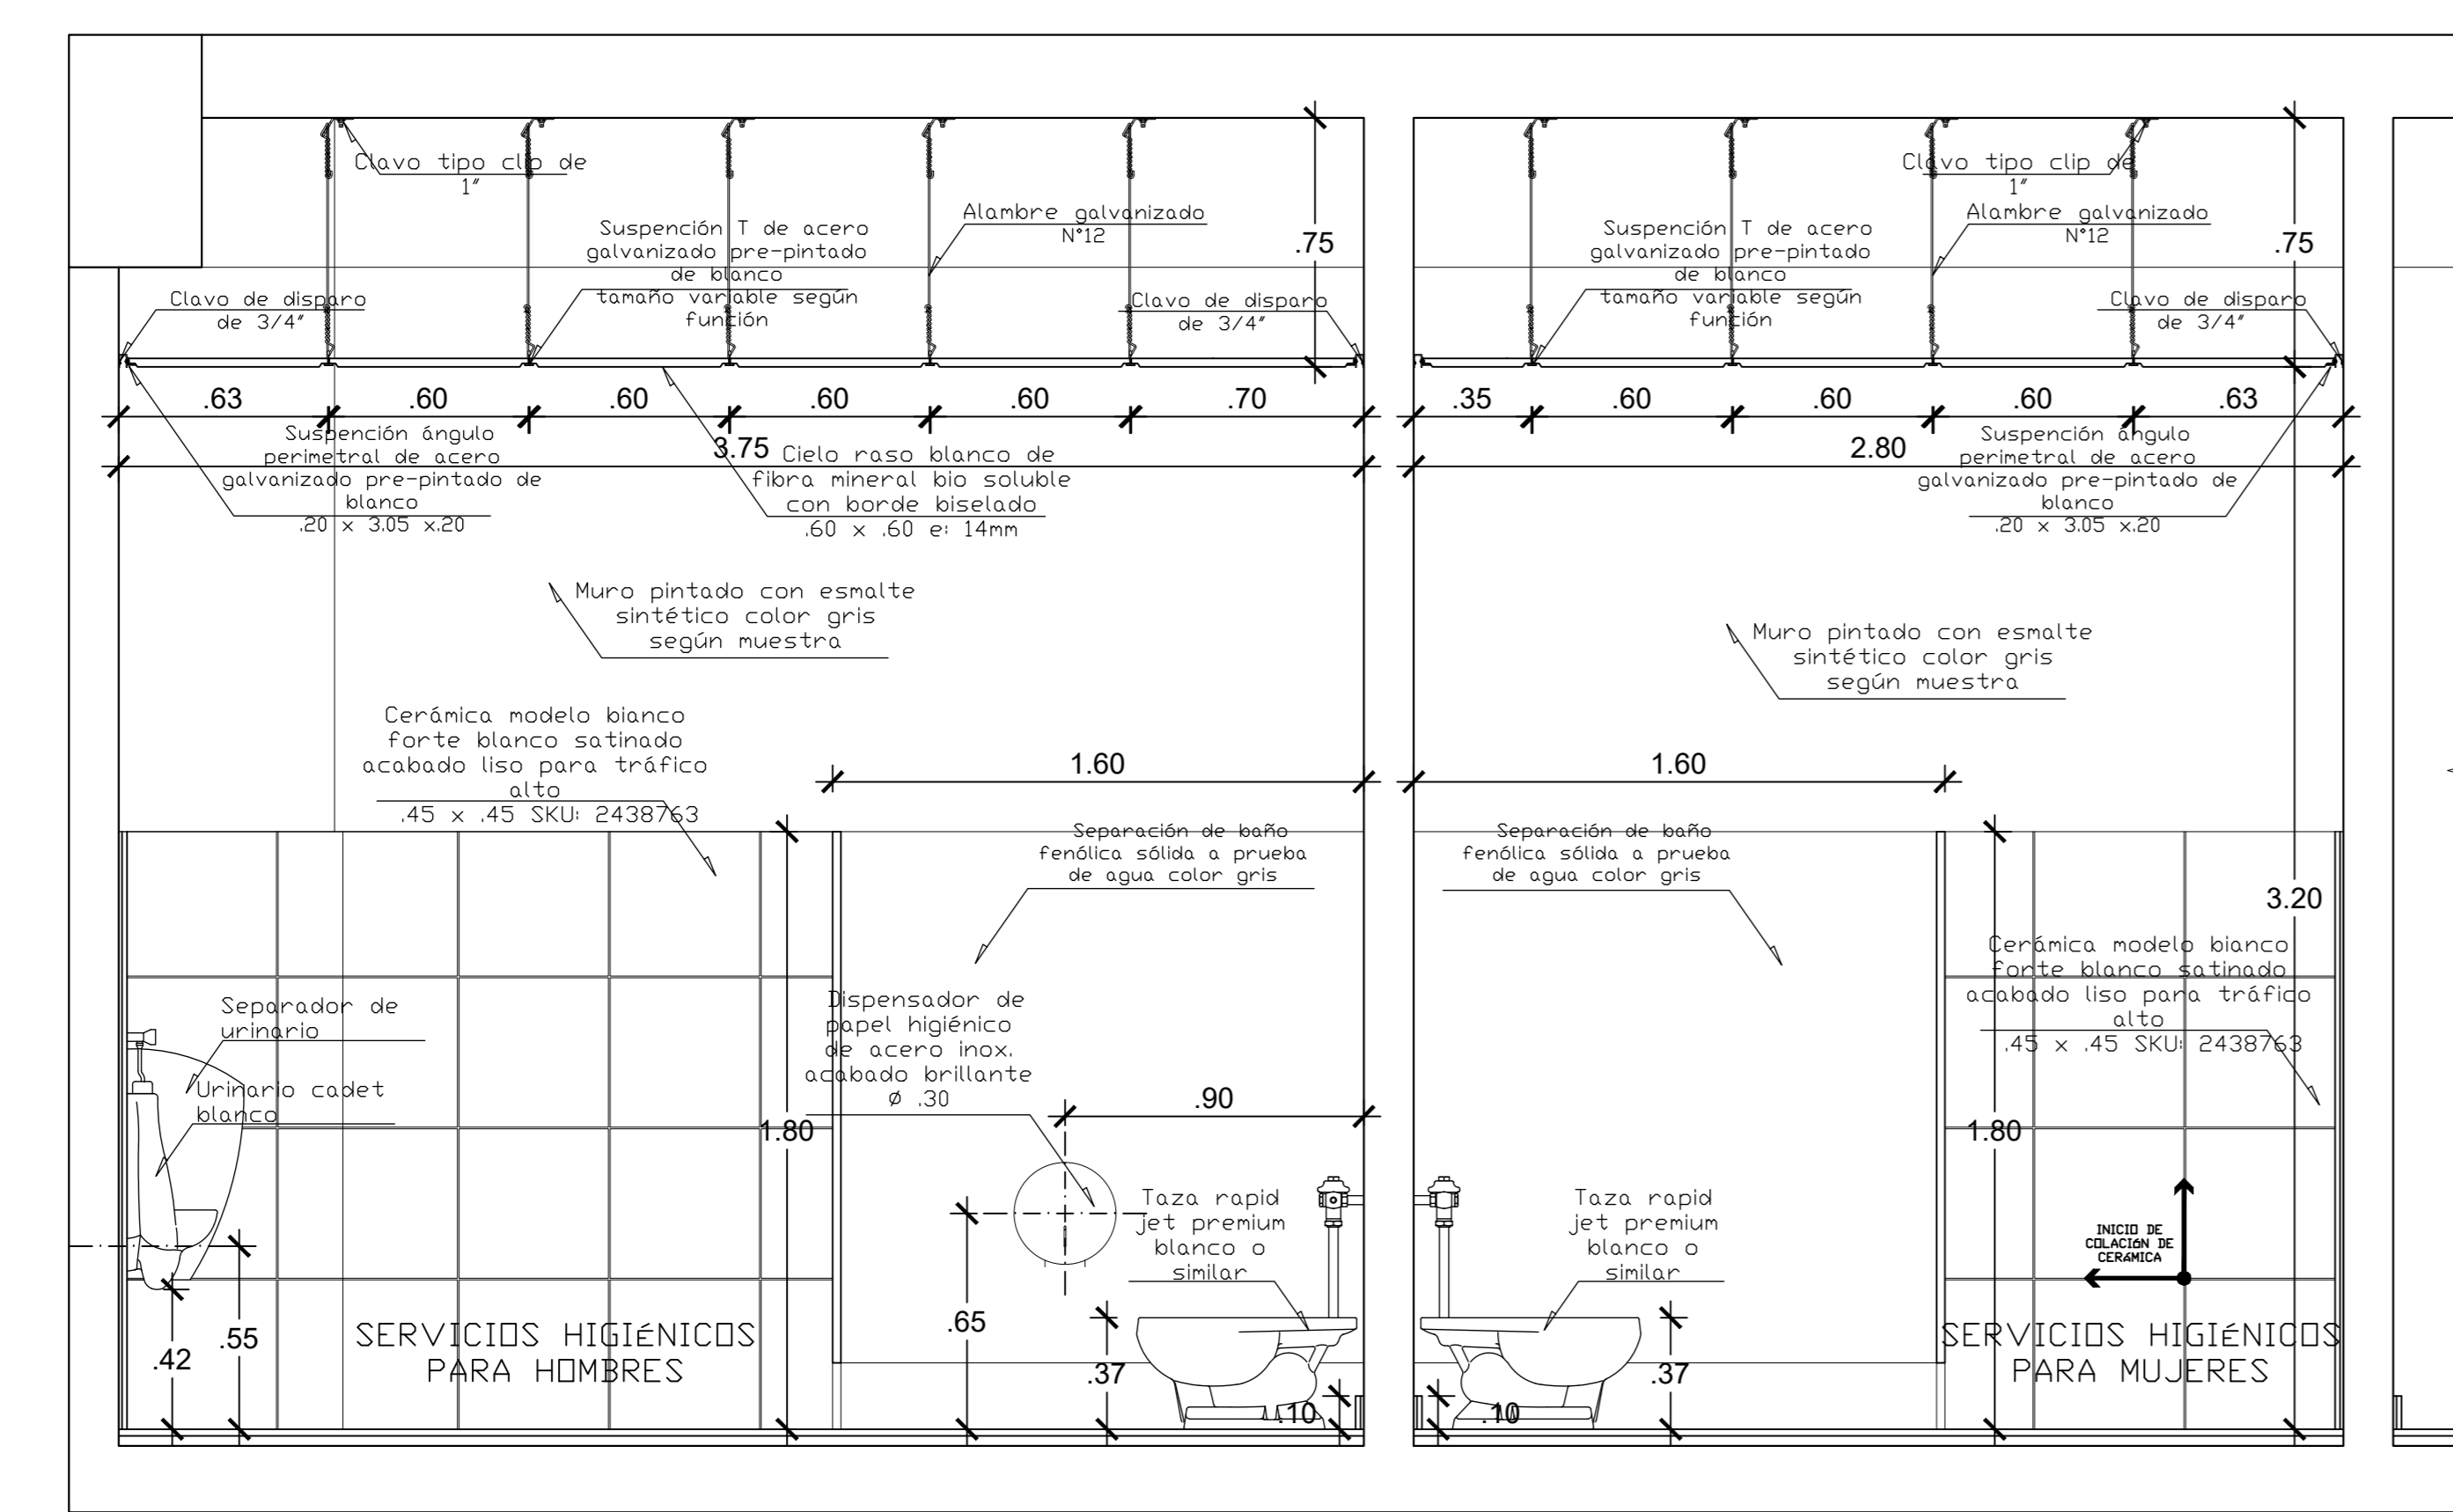 Clavo tipo clip de
1"
Suspención T de acero
galvanizado pre-pintado
de blanco
tamaño variable según
función
Alambre galvanizado
N°12
.75
Clavo de disparo
de 3/4"
Clavo de disparo
de 3/4"
.63
.60
.60
.60
.60
.70
3.75
Suspención ángulo
perimetral de acero
galvanizado pre-pintado de
blanco
.20 x 3.05 x.20
Cielo raso blanco de
fibra mineral bio soluble
con borde biselado
.60 x .60 e: 14mm
Muro pintado con esmalte
sintético color gris
según muestra
Cerámica modelo bianco
forte blanco satinado
acabado liso para tráfico
alto
.45 x .45 SKU: 2438763
1.60
Separación de baño
fenólica sólida a prueba
de agua color gris
Separador de
urinario
Urinario cadet
blanco
Dispensador de
papel higiénico
de acero inox.
acabado brillante
Ø .30
.90
1.80
Taza rapid
jet premium
blanco o
similar
.42
.55
SERVICIOS HIGIÉNICOS
PARA HOMBRES
.65
.37
.10
Clavo tipo clip de
1"
Suspención T de acero
galvanizado pre-pintado
de blanco
tamaño variable según
función
Alambre galvanizado
N°12
.75
Clavo de disparo
de 3/4"
.35
.60
.60
.60
.63
2.80
Suspención ángulo
perimetral de acero
galvanizado pre-pintado de
blanco
.20 x 3.05 x.20
Muro pintado con esmalte
sintético color gris
según muestra
1.60
Separación de baño
fenólica sólida a prueba
de agua color gris
3.20
Cerámica modelo bianco
forte blanco satinado
acabado liso para tráfico
alto
.45 x .45 SKU: 2438763
1.80
Taza rapid
jet premium
blanco o
similar
INICIO DE
COLACIÓN DE
CERÁMICA
SERVICIOS HIGIÉNICOS
PARA MUJERES
.37
.10